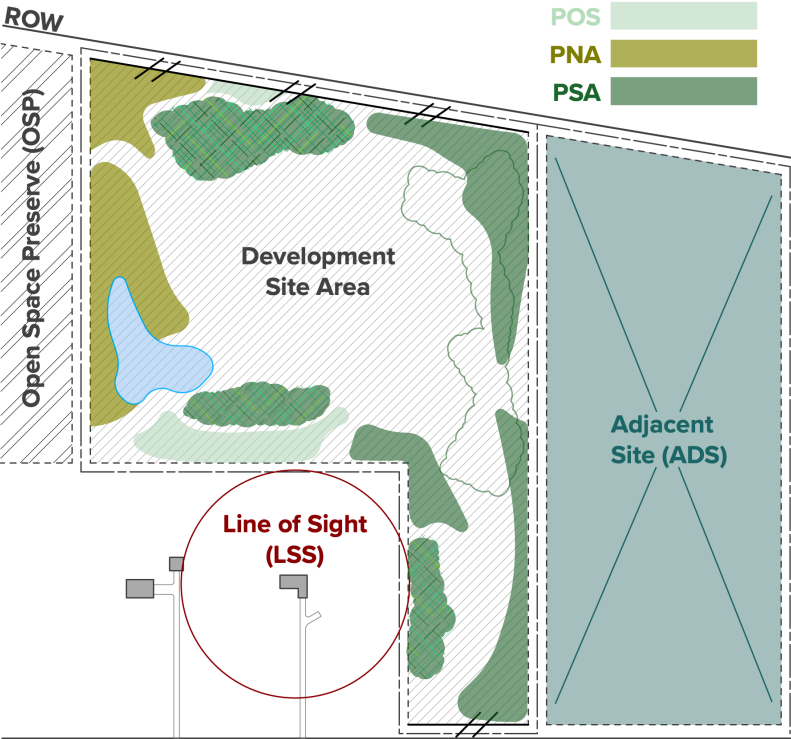 ROW
POS
PNA
PSA
Open Space Preserve (OSP)
Development
Site Area
Adjacent
Site (ADS)
Line of Sight
(LSS)